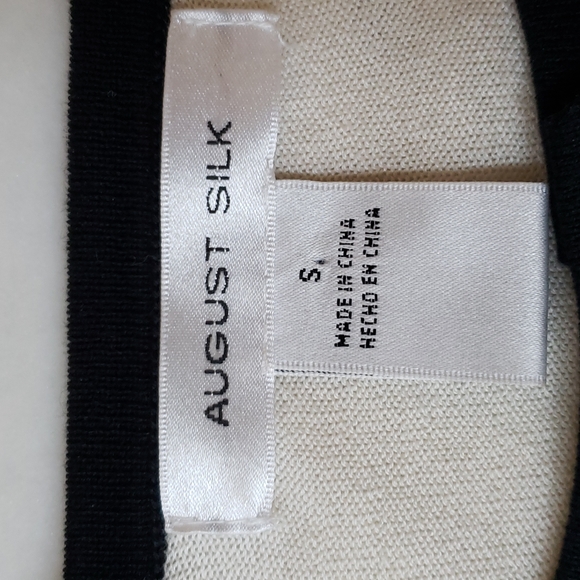 AUGUST SILK
S
MADE IN CHINA
HECHO EN CHINA